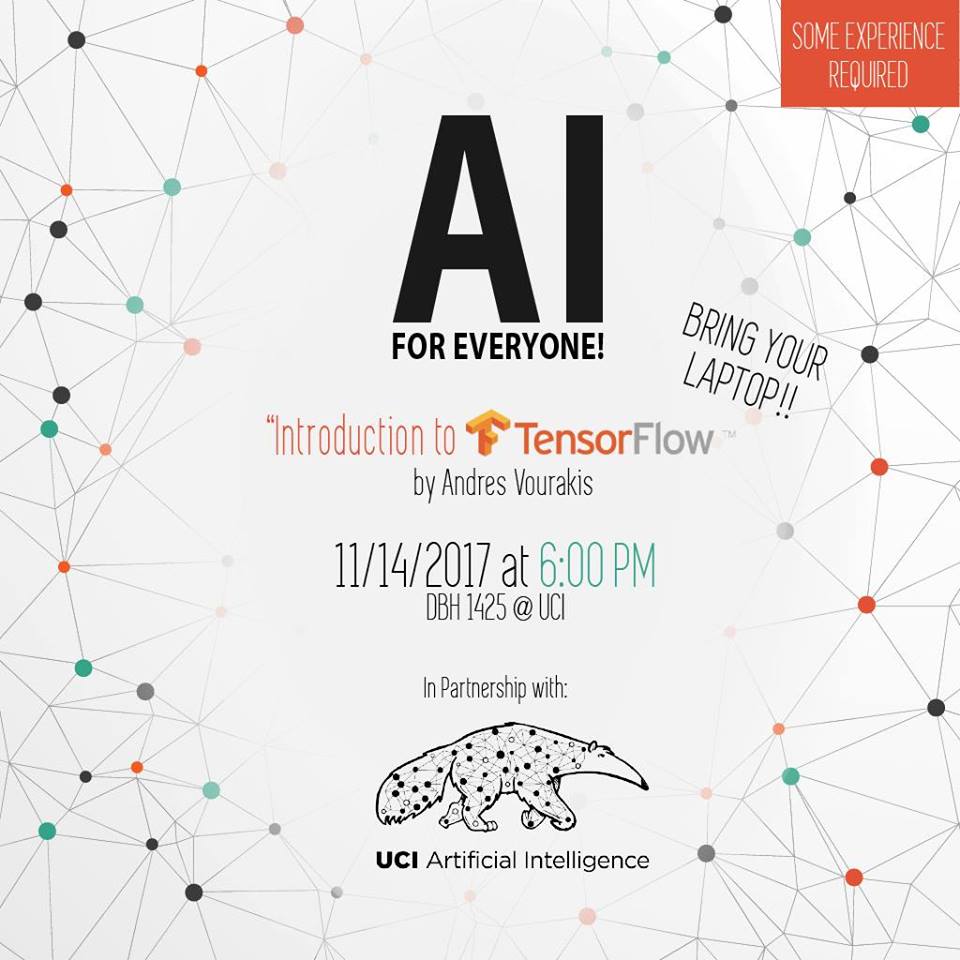 SOME EXPERIENCE
REQUIRED
AI
FOR EVERYONE!
BRING YOUR
LAPTOP!!
“Introduction to TensorFlow™
by Andres Vourakis
11/14/2017 at 6:00 PM
DBH 1425 @ UCI
In Partnership with:
UCI Artificial Intelligence